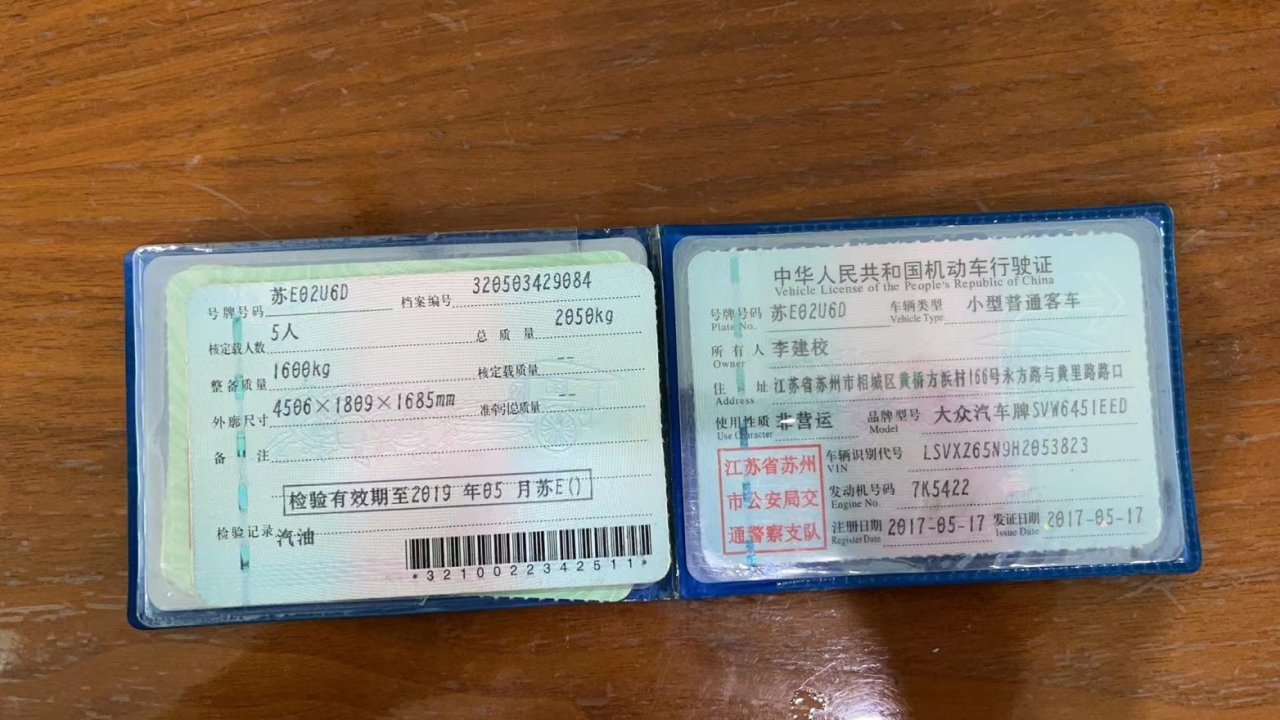 苏E02U6D
号牌号码
档案编号 320503429084
核定载人数 5人
总质量 2050kg
整备质量 1600kg
核定载质量 --
外廓尺寸 4506×1809×1685mm
准牵引总质量 --
备注
检验有效期至2019 年05 月苏E()
检验记录 汽油
*3210022342511*
中华人民共和国机动车行驶证
Vehicle License of the People's Republic of China
号牌号码 苏E02U6D 车辆类型 小型普通客车
Plate No. Vehicle Type
所有人 李建校
Owner
住址 江苏省苏州市相城区黄桥方浜村166号永方路与黄里路路口
Address
使用性质 非营运 品牌型号 大众汽车牌SVW6451EED
Use Character Model
江苏省苏州
市公安局交
通警察支队
车辆识别代号 LSVXZ65N9H2053823
VIN
发动机号码 7K5422
Engine No.
注册日期 2017-05-17 发证日期 2017-05-17
Register Date Issue Date